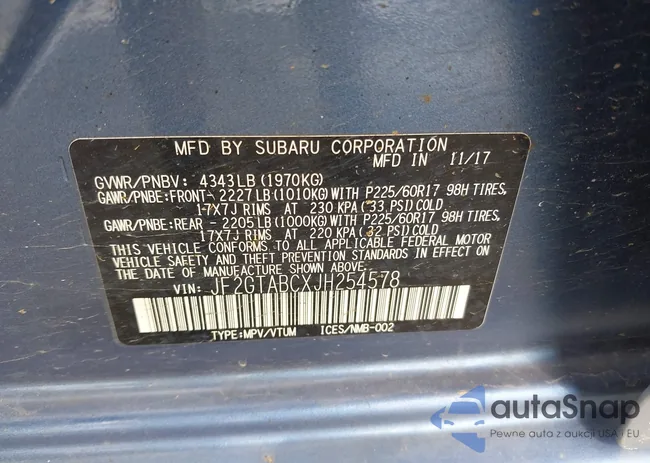 MFD BY SUBARU CORPORATION
MFD IN 11/17
GVWR/PNBV: 4343LB(1970KG)
GAWR/PNBE:FRONT- 2227LB(1010KG)WITH P225/60R17 98H TIRES,
17X7J RIMS AT 230 KPA(33 PSI)COLD
GAWR/PNBE:REAR - 2205LB(1000KG)WITH P225/60R17 98H TIRES,
17X7J RIMS AT 220 KPA(32 PSI)COLD
THIS VEHICLE CONFORMS TO ALL APPLICABLE FEDERAL MOTOR
VEHICLE SAFETY AND BUMPER STANDARDS IN EFFECT ON
THE DATE OF MANUFACTURE SHOWN ABOVE.
VIN: JF2GTABCXJH254578
TYPE:MPV/VTUM ICES/NMB-002
autoSnap
Pewne auta z aukcji USA i EU